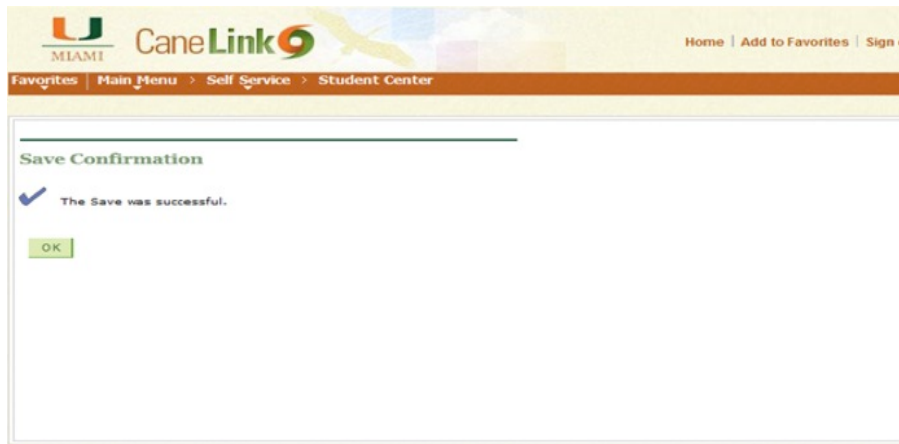 MIAMI
CaneLink
Home | Add to Favorites | Sign
Favorites | Main Menu > Self Service > Student Center
Save Confirmation
The Save was successful.
OK